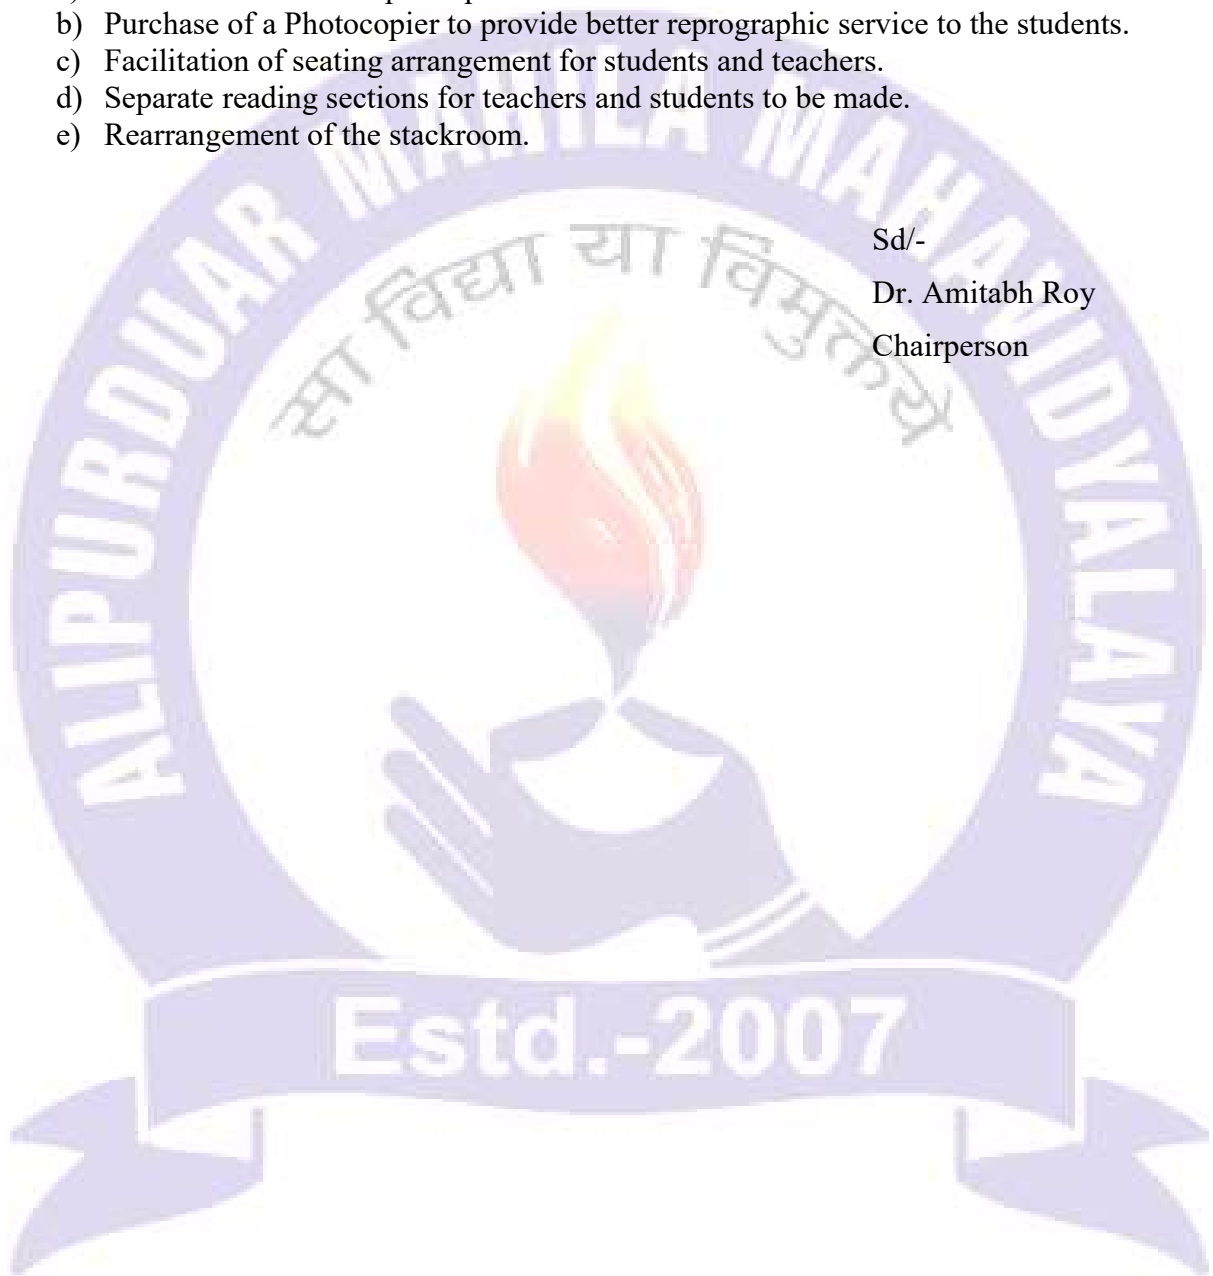 b) Purchase of a Photocopier to provide better reprographic service to the students.
c) Facilitation of seating arrangement for students and teachers.
d) Separate reading sections for teachers and students to be made.
e) Rearrangement of the stackroom.
Sd/-
Dr. Amitabh Roy
Chairperson
ALIPURDUAR MAHILA MAHAVIDYALAYA
सा विद्या या विमुक्तये
Estd.-2007